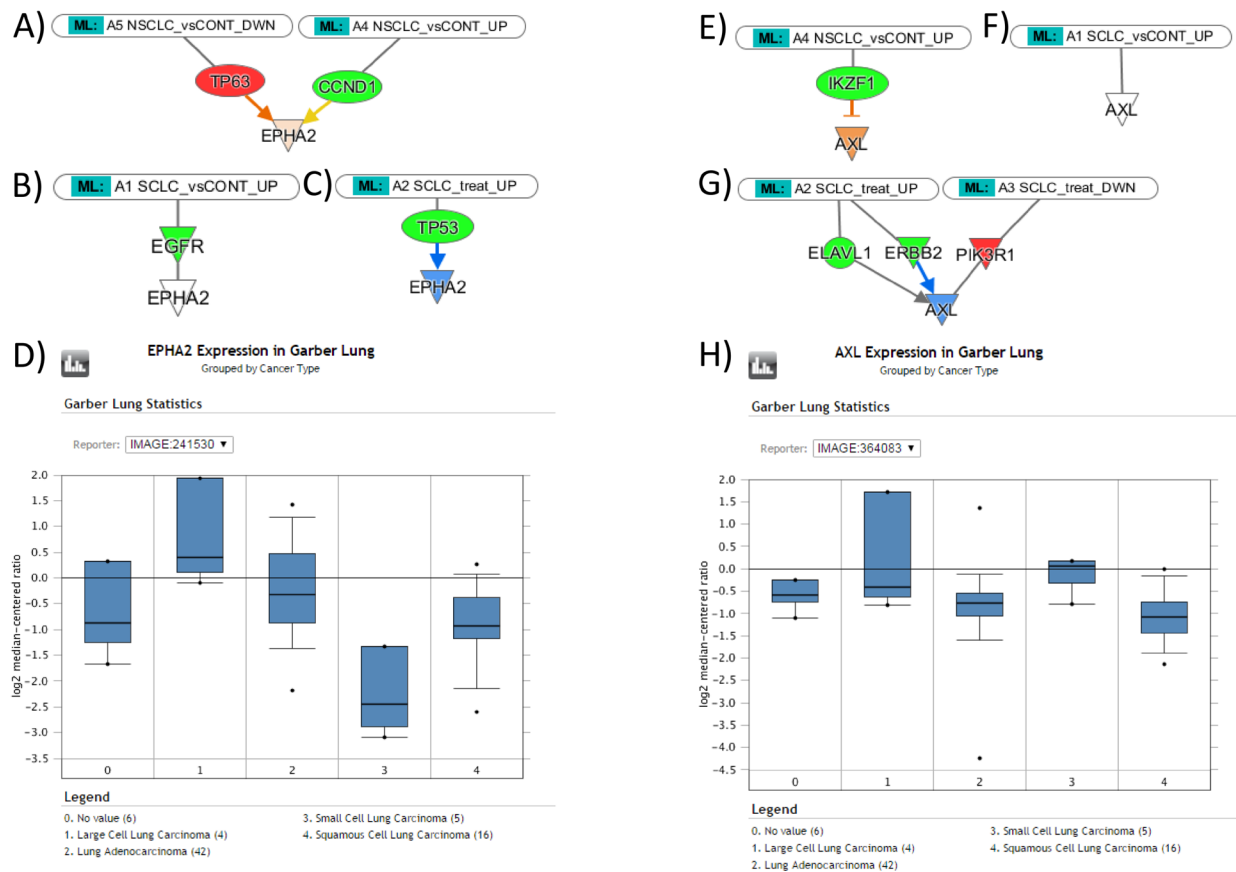 A)
ML: A5 NSCLC_vsCONT_DWN
ML: A4 NSCLC_vsCONT_UP
TP63
CCND1
EPHA2
B)
ML: A1 SCLC_vsCONT_UP
EGFR
EPHA2
C)
ML: A2 SCLC_treat_UP
TP53
EPHA2
D)
EPHA2 Expression in Garber Lung
Grouped by Cancer Type
Garber Lung Statistics
Reporter: IMAGE:241530 ▼
log2 median-centered ratio
2.0
1.5
1.0
0.5
0.0
-0.5
-1.0
-1.5
-2.0
-2.5
-3.0
-3.5
0 1 2 3 4
Legend
0. No value (6)
1. Large Cell Lung Carcinoma (4)
2. Lung Adenocarcinoma (42)
3. Small Cell Lung Carcinoma (5)
4. Squamous Cell Lung Carcinoma (16)
E)
ML: A4 NSCLC_vsCONT_UP
IKZF1
AXL
F)
ML: A1 SCLC_vsCONT_UP
AXL
G)
ML: A2 SCLC_treat_UP
ML: A3 SCLC_treat_DWN
ELAVL1
ERBB2
PIK3R1
AXL
H)
AXL Expression in Garber Lung
Grouped by Cancer Type
Garber Lung Statistics
Reporter: IMAGE:364083 ▼
log2 median-centered ratio
2.0
1.5
1.0
0.5
0.0
-0.5
-1.0
-1.5
-2.0
-2.5
-3.0
-3.5
-4.0
-4.5
0 1 2 3 4
Legend
0. No value (6)
1. Large Cell Lung Carcinoma (4)
2. Lung Adenocarcinoma (42)
3. Small Cell Lung Carcinoma (5)
4. Squamous Cell Lung Carcinoma (16)